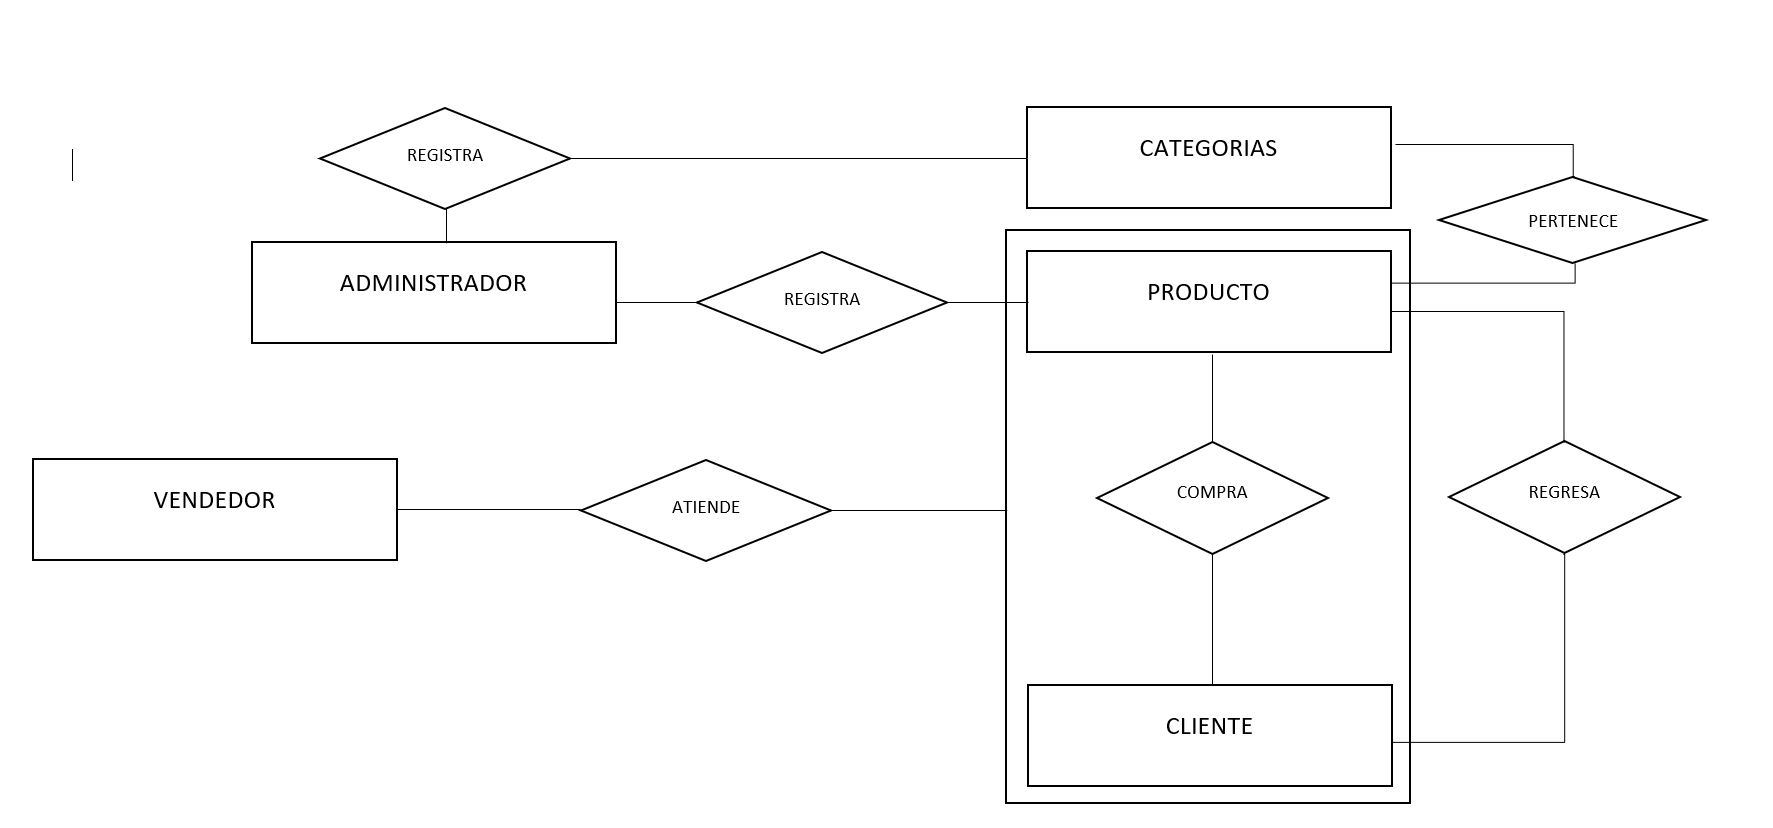 REGISTRA
CATEGORIAS
PERTENECE
ADMINISTRADOR
REGISTRA
PRODUCTO
VENDEDOR
ATIENDE
COMPRA
REGRESA
CLIENTE